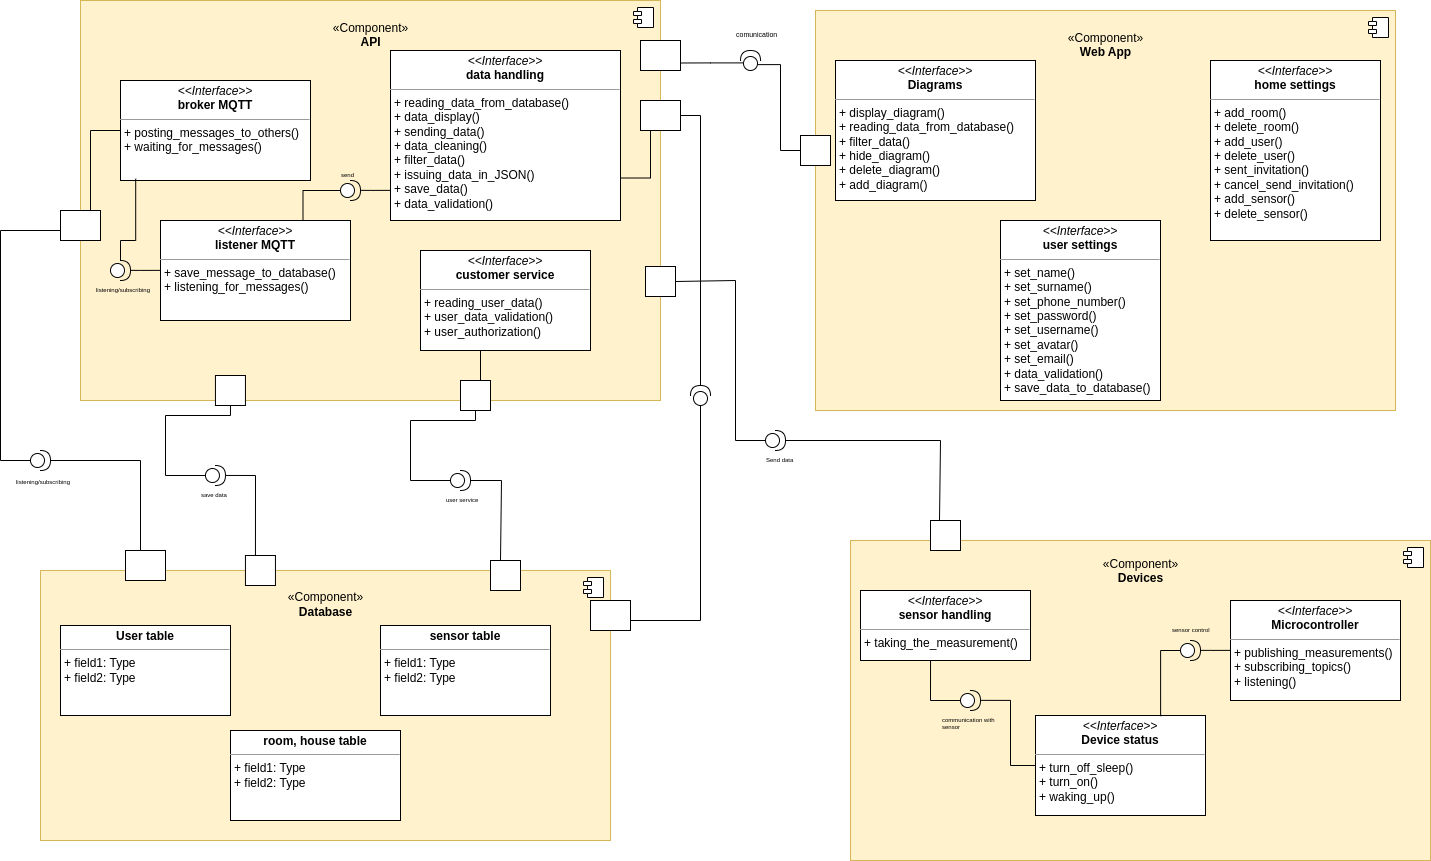 «Component»
API
<<Interface>>
broker MQTT
+ posting_messages_to_others()
+ waiting_for_messages()
<<Interface>>
data handling
+ reading_data_from_database()
+ data_display()
+ sending_data()
+ data_cleaning()
+ filter_data()
+ issuing_data_in_JSON()
+ save_data()
+ data_validation()
send
<<Interface>>
listener MQTT
+ save_message_to_database()
+ listening_for_messages()
listening/subscribing
<<Interface>>
customer service
+ reading_user_data()
+ user_data_validation()
+ user_authorization()
comunication
«Component»
Web App
<<Interface>>
Diagrams
+ display_diagram()
+ reading_data_from_database()
+ filter_data()
+ hide_diagram()
+ delete_diagram()
+ add_diagram()
<<Interface>>
home settings
+ add_room()
+ delete_room()
+ add_user()
+ delete_user()
+ sent_invitation()
+ cancel_send_invitation()
+ add_sensor()
+ delete_sensor()
<<Interface>>
user settings
+ set_name()
+ set_surname()
+ set_phone_number()
+ set_password()
+ set_username()
+ set_avatar()
+ set_email()
+ data_validation()
+ save_data_to_database()
listening/subscribing
save data
user service
Send data
«Component»
Database
User table
+ field1: Type
+ field2: Type
sensor table
+ field1: Type
+ field2: Type
room, house table
+ field1: Type
+ field2: Type
«Component»
Devices
<<Interface>>
sensor handling
+ taking_the_measurement()
communication with
sensor
<<Interface>>
Device status
+ turn_off_sleep()
+ turn_on()
+ waking_up()
sensor control
<<Interface>>
Microcontroller
+ publishing_measurements()
+ subscribing_topics()
+ listening()